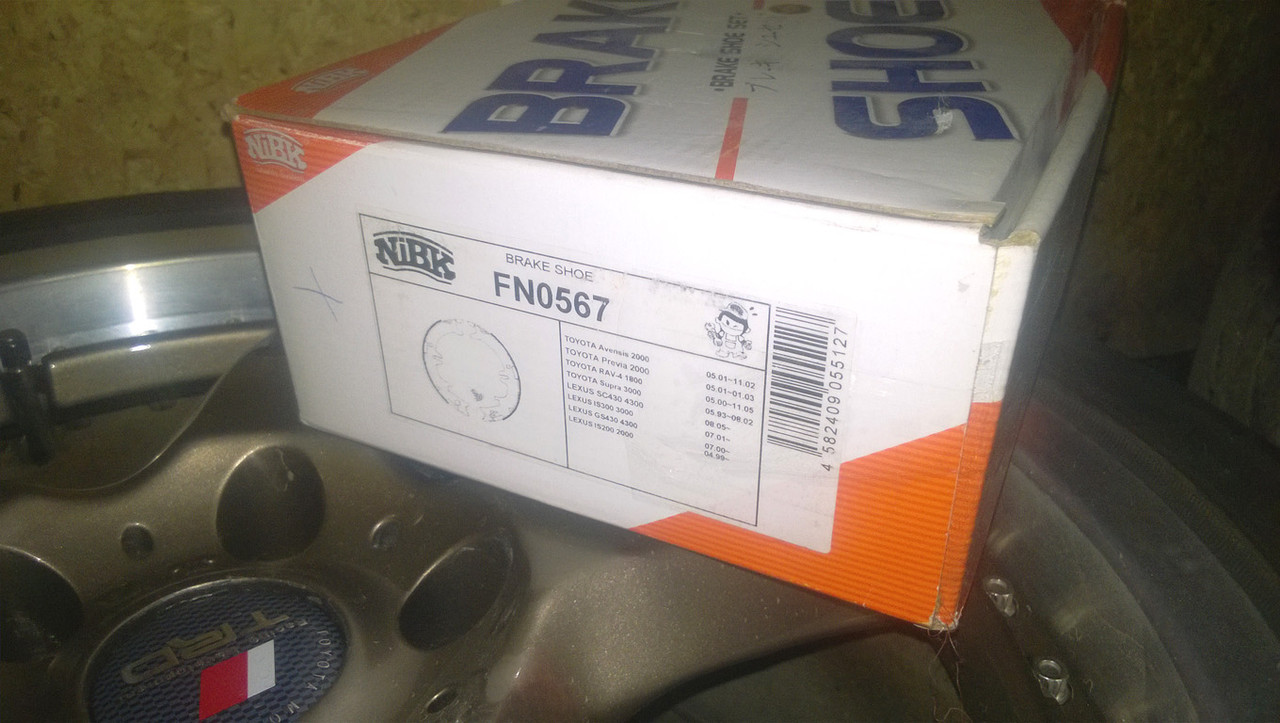 NiBK
BRAKE
•BRAKE SHOE SET•
SHOE
NiBK
NiBK
BRAKE SHOE
FN0567
TOYOTA Avensis 2000 05.01~11.02
TOYOTA Previa 2000 05.01~01.03
TOYOTA RAV-4 1800 05.00~11.05
TOYOTA Supra 3000 05.93~08.02
LEXUS SC430 4300 08.05~
LEXUS IS300 3000 07.01~
LEXUS GS430 4300 07.00~
LEXUS IS200 2000 04.99~
4 582409 055127
TRD
TOYOTA